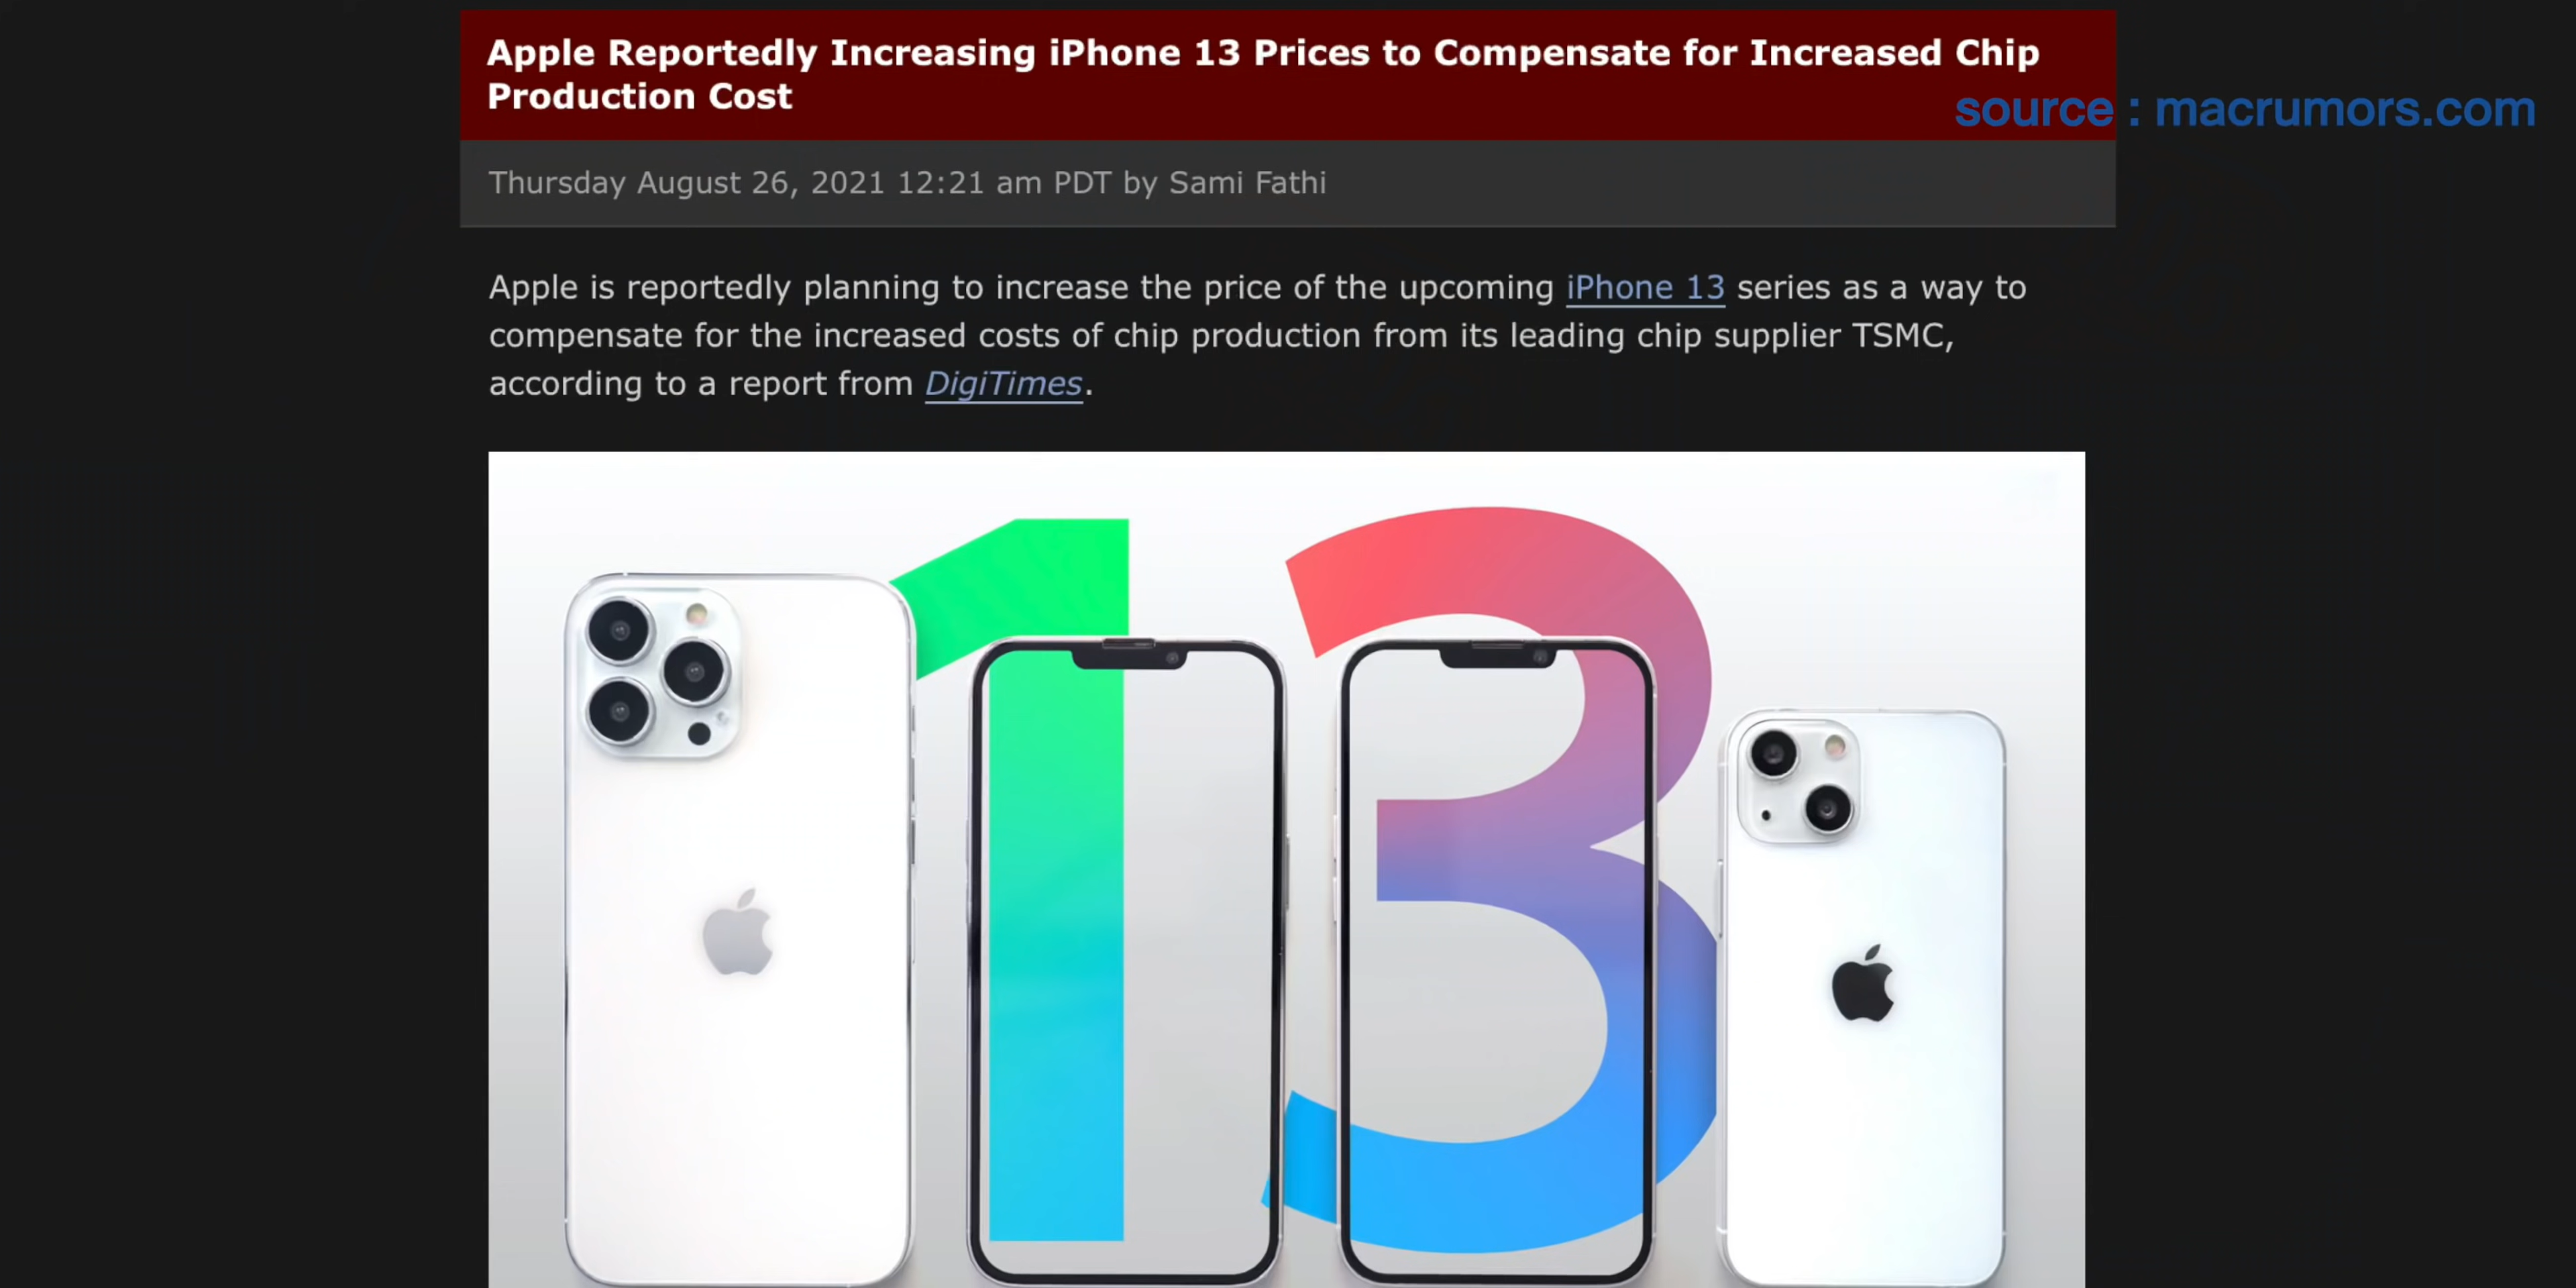 Apple Reportedly Increasing iPhone 13 Prices to Compensate for Increased Chip
Production Cost
source : macrumors.com
Thursday August 26, 2021 12:21 am PDT by Sami Fathi
Apple is reportedly planning to increase the price of the upcoming iPhone 13 series as a way to
compensate for the increased costs of chip production from its leading chip supplier TSMC,
according to a report from DigiTimes.
13